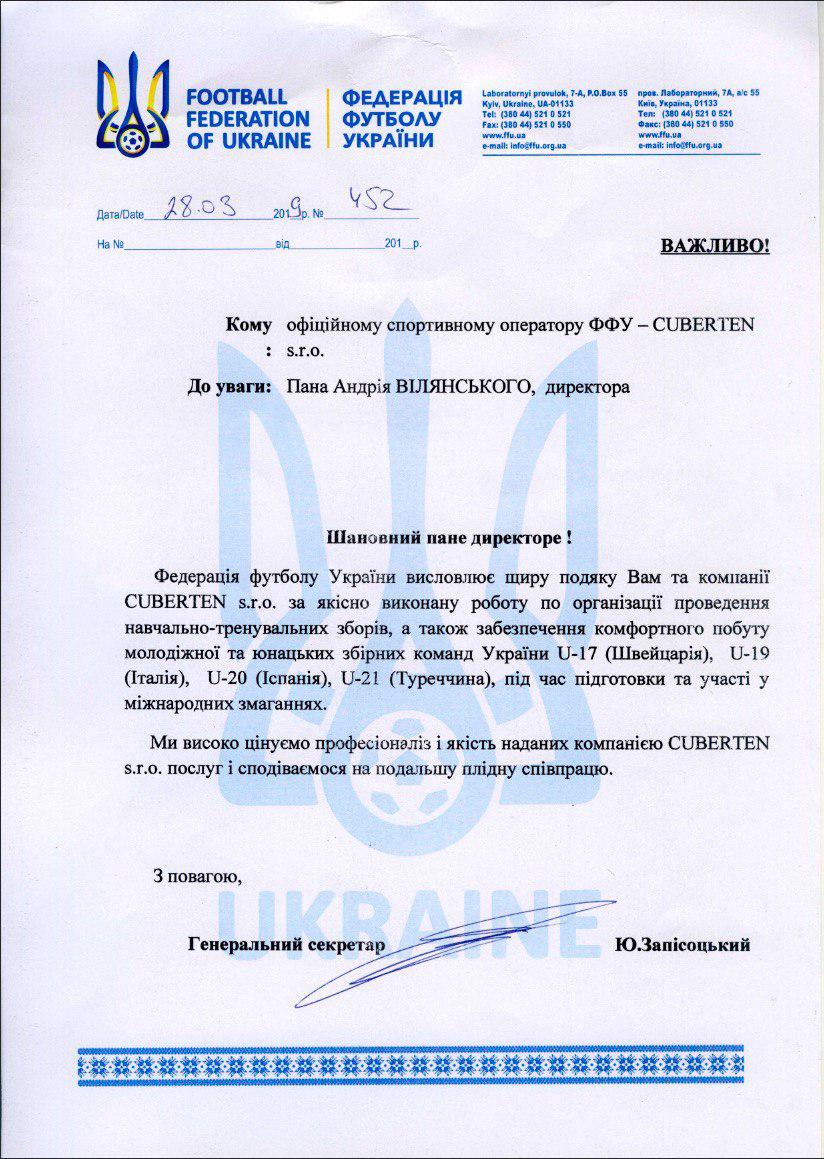 FOOTBALL
FEDERATION
OF UKRAINE
ФЕДЕРАЦІЯ
ФУТБОЛУ
УКРАЇНИ
Laboratornyi provulok, 7-A, P.O.Box 55
Kyiv, Ukraine, UA-01133
Tel: (380 44) 521 0 521
Fax: (380 44) 521 0 550
www.ffu.ua
e-mail: info@ffu.org.ua
пров. Лабораторний, 7А, а/с 55
Київ, Україна, 01133
Тел: (380 44) 521 0 521
Факс: (380 44) 521 0 550
www.ffu.ua
e-mail: info@ffu.org.ua
Дата/Date 28.03 2019р. № 452
На №____ від____ 201__р.
ВАЖЛИВО!
Кому офіційному спортивному оператору ФФУ – CUBERTEN
: s.r.o.
До уваги: Пана Андрія ВІЛЯНСЬКОГО, директора
Шановний пане директоре !
Федерація футболу України висловлює щиру подяку Вам та компанії
CUBERTEN s.r.o. за якісно виконану роботу по організації проведення
навчально-тренувальних зборів, а також забезпечення комфортного побуту
молодіжної та юнацьких збірних команд України U-17 (Швейцарія), U-19
(Італія), U-20 (Іспанія), U-21 (Туреччина), під час підготовки та участі у
міжнародних змаганнях.
Ми високо цінуємо професіоналіз і якість наданих компанією CUBERTEN
s.r.o. послуг і сподіваємося на подальшу плідну співпрацю.
З повагою,
UKRAINE
Генеральний секретар Ю.Запісоцький